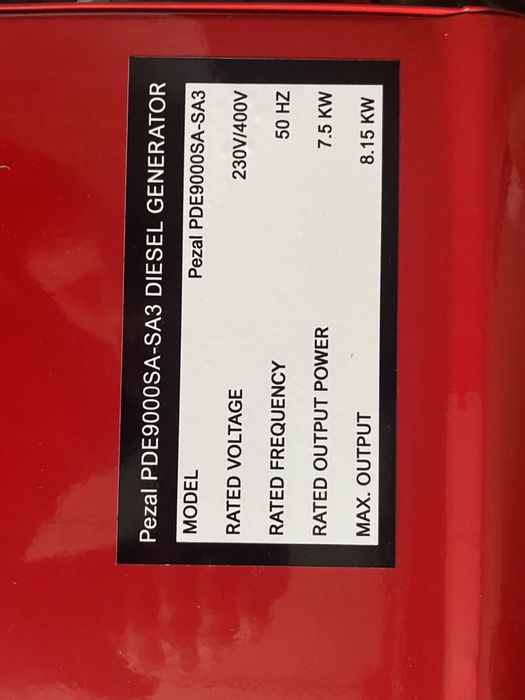 Pezal PDE9000SA-SA3 DIESEL GENERATOR
MODEL Pezal PDE9000SA-SA3
RATED VOLTAGE 230V/400V
RATED FREQUENCY 50 HZ
RATED OUTPUT POWER 7.5 KW
MAX. OUTPUT 8.15 KW